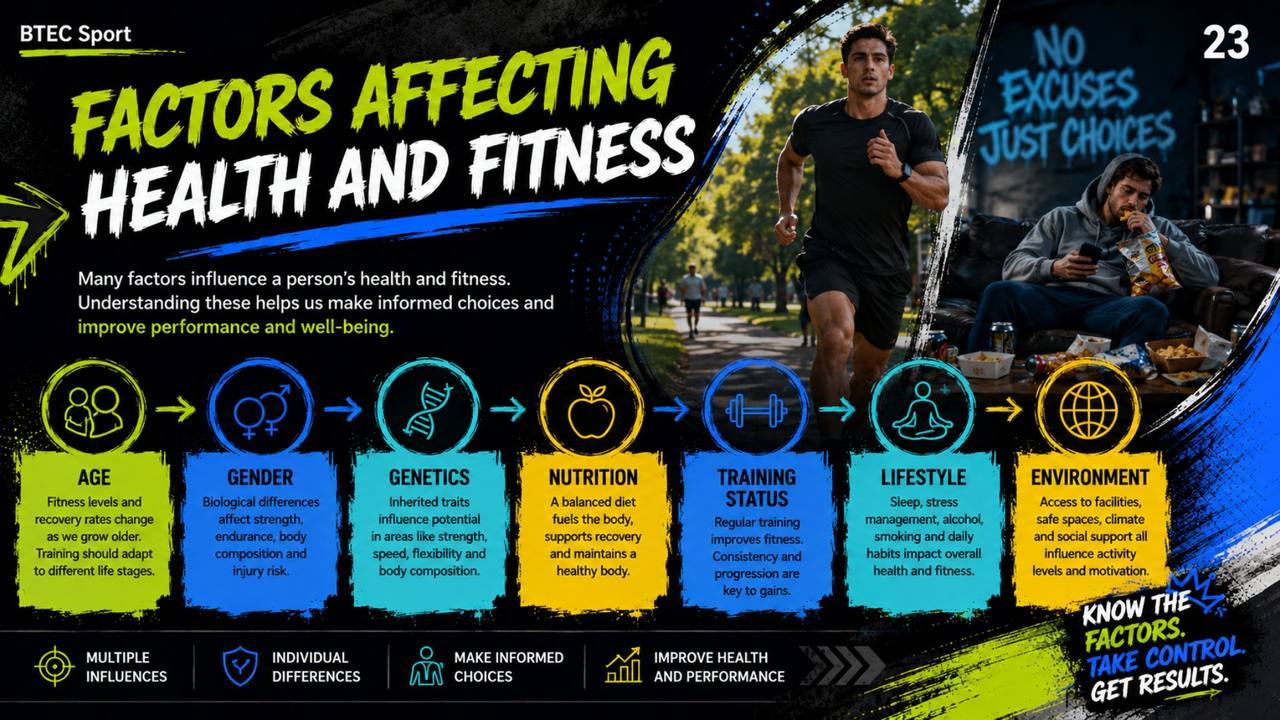 BTEC Sport
23
FACTORS AFFECTING
HEALTH AND FITNESS
NO
EXCUSES
JUST CHOICES
Many factors influence a person's health and fitness.
Understanding these helps us make informed choices and
improve performance and well-being.
AGE
Fitness levels and
recovery rates change
as we grow older.
Training should adapt
to different life stages.
GENDER
Biological differences
affect strength,
endurance, body
composition and
injury risk.
GENETICS
Inherited traits
influence potential
in areas like strength,
speed, flexibility and
body composition.
NUTRITION
A balanced diet
fuels the body,
supports recovery
and maintains a
healthy body.
TRAINING
STATUS
Regular training
improves fitness.
Consistency and
progression are
key to gains.
LIFESTYLE
Sleep, stress
management, alcohol,
smoking and daily
habits impact overall
health and fitness.
ENVIRONMENT
Access to facilities,
safe spaces, climate
and social support all
influence activity
levels and motivation.
MULTIPLE
INFLUENCES
INDIVIDUAL
DIFFERENCES
MAKE INFORMED
CHOICES
IMPROVE HEALTH
AND PERFORMANCE
KNOW THE
FACTORS.
TAKE CONTROL.
GET RESULTS.